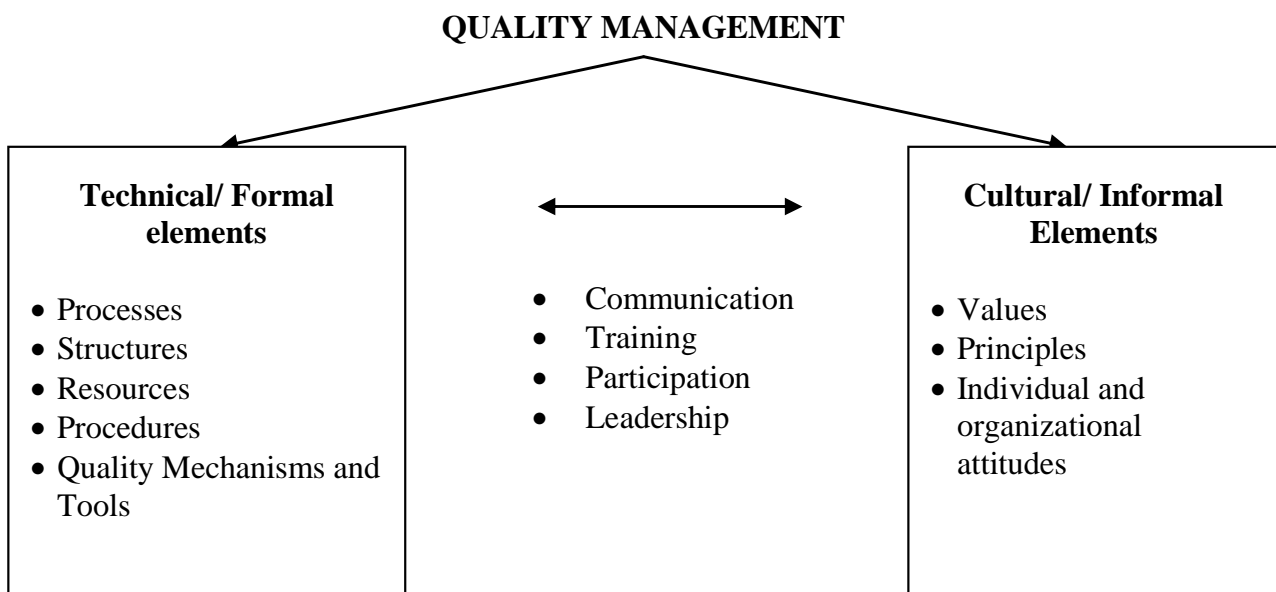 QUALITY MANAGEMENT
Technical/ Formal
elements
• Processes
• Structures
• Resources
• Procedures
• Quality Mechanisms and
Tools
• Communication
• Training
• Participation
• Leadership
Cultural/ Informal
Elements
• Values
• Principles
• Individual and
organizational
attitudes